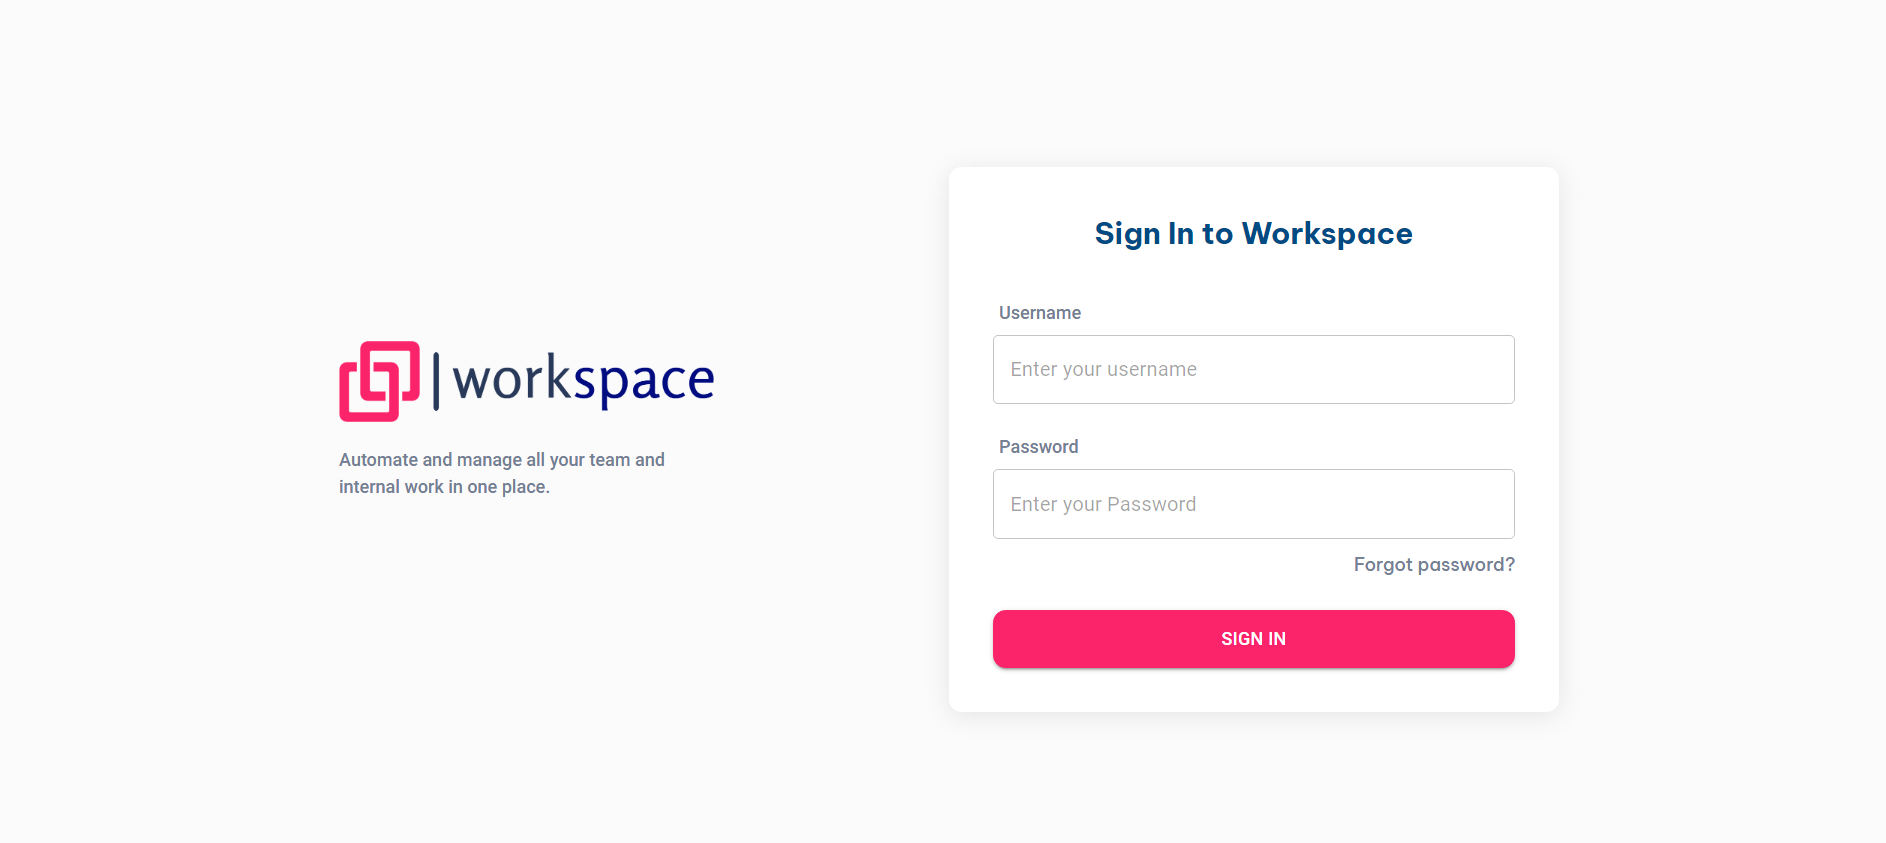 workspace
Automate and manage all your team and
internal work in one place.
Sign In to Workspace
Username
Enter your username
Password
Enter your Password
Forgot password?
SIGN IN